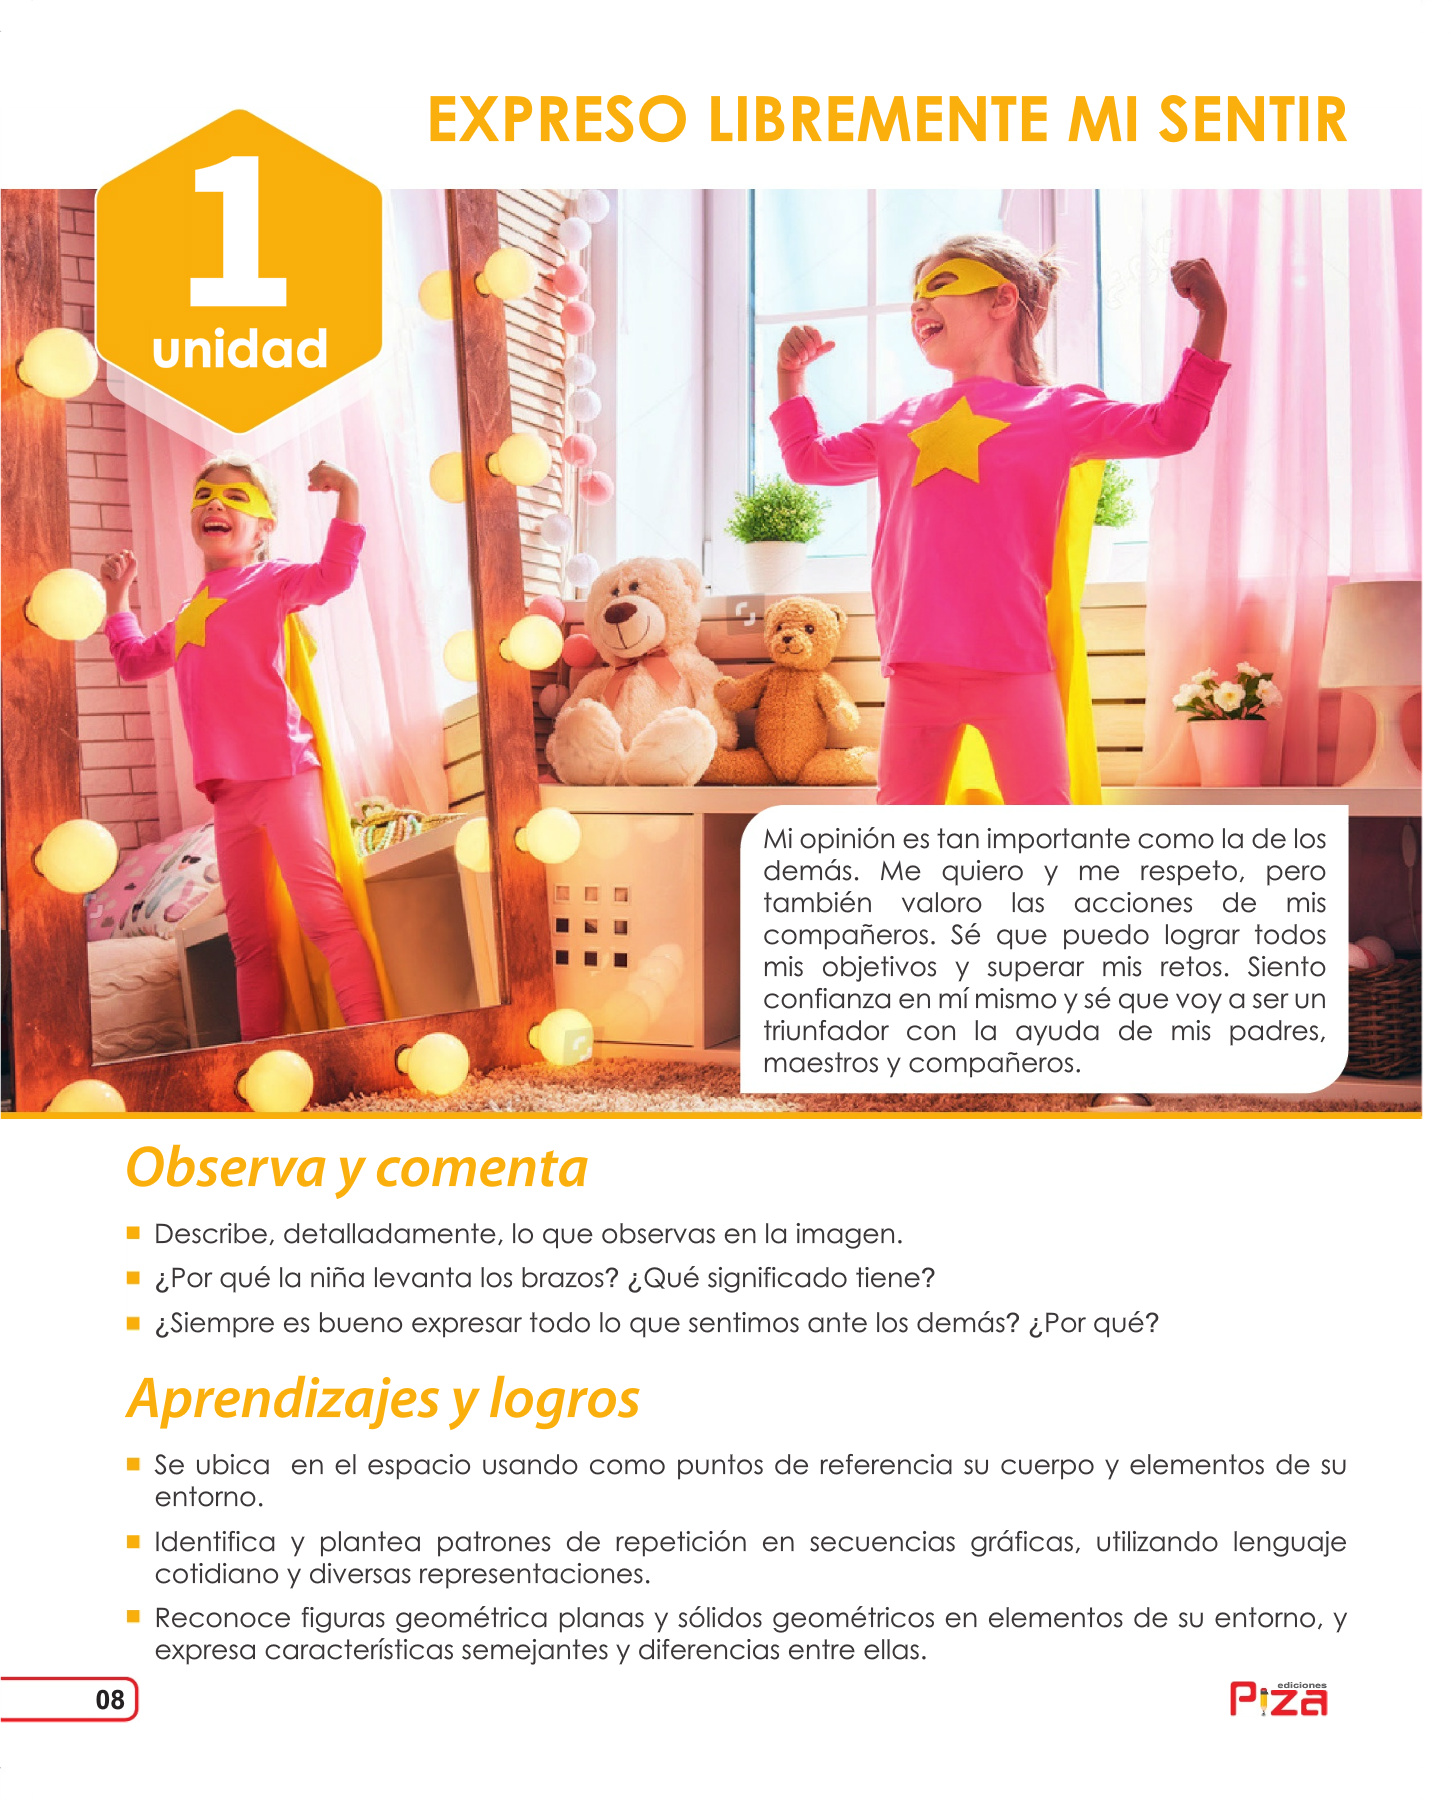 EXPRESO LIBREMENTE MI SENTIR
1
unidad
Mi opinión es tan importante como la de los
demás. Me quiero y me respeto, pero
también valoro las acciones de mis
compañeros. Sé que puedo lograr todos
mis objetivos y superar mis retos. Siento
confianza en mí mismo y sé que voy a ser un
triunfador con la ayuda de mis padres,
maestros y compañeros.
Observa y comenta
Describe, detalladamente, lo que observas en la imagen.
¿Por qué la niña levanta los brazos? ¿Qué significado tiene?
¿Siempre es bueno expresar todo lo que sentimos ante los demás? ¿Por qué?
Aprendizajes y logros
Se ubica en el espacio usando como puntos de referencia su cuerpo y elementos de su
entorno.
Identifica y plantea patrones de repetición en secuencias gráficas, utilizando lenguaje
cotidiano y diversas representaciones.
Reconoce figuras geométrica planas y sólidos geométricos en elementos de su entorno, y
expresa características semejantes y diferencias entre ellas.
08
ediciones
Piza